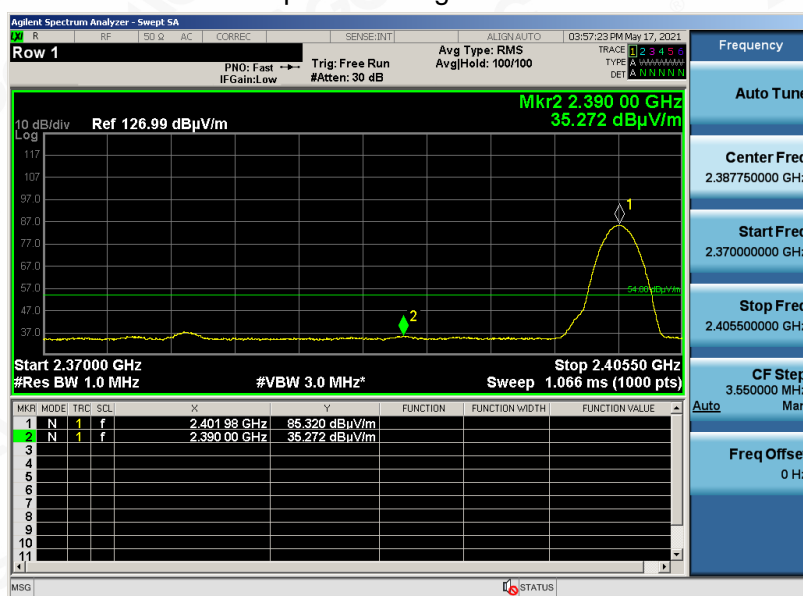 Agilent Spectrum Analyzer - Swept SA
LXI R RF 50 Ω AC CORREC SENSE:INT ALIGN AUTO 03:57:23 PM May 17, 2021
Row 1
PNO: Fast
IFGain:Low
Trig: Free Run
#Atten: 30 dB
Avg Type: RMS
Avg|Hold: 100/100
TRACE 1 2 3 4 5 6
TYPE A
DET A N N N N N
Mkr2 2.390 00 GHz
35.272 dBµV/m
10 dB/div Ref 126.99 dBµV/m
Log
117
107
97.0
87.0
77.0
67.0
57.0
47.0
37.0
1
54.00 dBµV/m
2
Start 2.37000 GHz Stop 2.40550 GHz
#Res BW 1.0 MHz #VBW 3.0 MHz* Sweep 1.066 ms (1000 pts)
MKR MODE TRC SCL X Y FUNCTION FUNCTION WIDTH FUNCTION VALUE
1 N 1 f 2.401 98 GHz 85.320 dBµV/m
2 N 1 f 2.390 00 GHz 35.272 dBµV/m
3
4
5
6
7
8
9
10
11
MSG STATUS
Frequency
Auto Tune
Center Freq
2.387750000 GHz
Start Freq
2.370000000 GHz
Stop Freq
2.405500000 GHz
CF Step
3.550000 MHz
Auto Man
Freq Offset
0 Hz